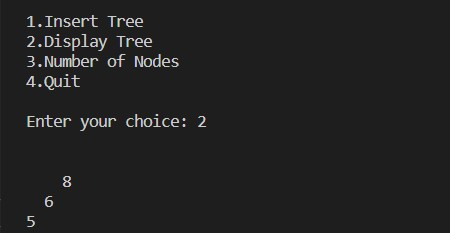 1.Insert Tree
2.Display Tree
3.Number of Nodes
4.Quit
Enter your choice: 2
8
6
5